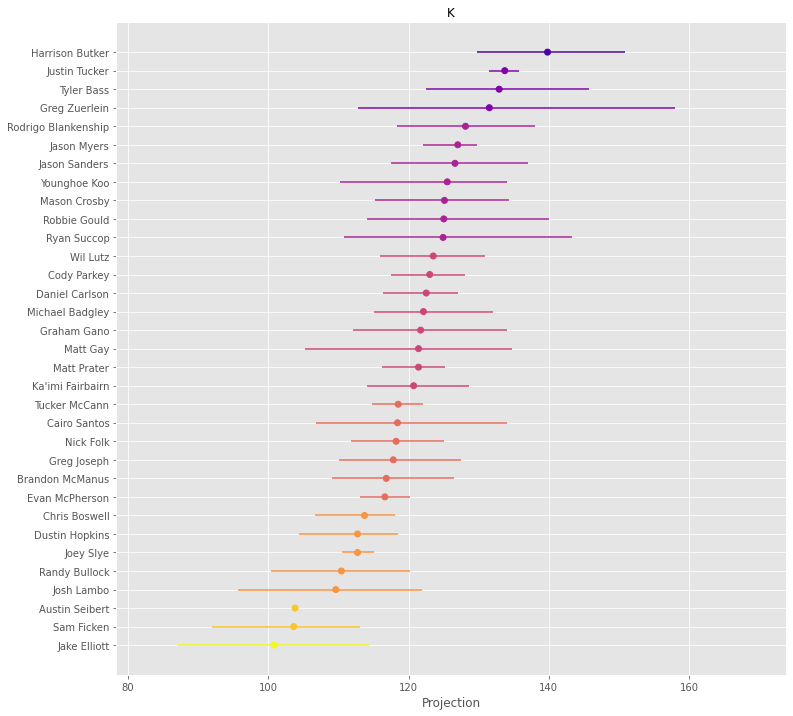 K
Harrison Butker
Justin Tucker
Tyler Bass
Greg Zuerlein
Rodrigo Blankenship
Jason Myers
Jason Sanders
Younghoe Koo
Mason Crosby
Robbie Gould
Ryan Succop
Wil Lutz
Cody Parkey
Daniel Carlson
Michael Badgley
Graham Gano
Matt Gay
Matt Prater
Ka'imi Fairbairn
Tucker McCann
Cairo Santos
Nick Folk
Greg Joseph
Brandon McManus
Evan McPherson
Chris Boswell
Dustin Hopkins
Joey Slye
Randy Bullock
Josh Lambo
Austin Seibert
Sam Ficken
Jake Elliott
80 100 120 140 160
Projection